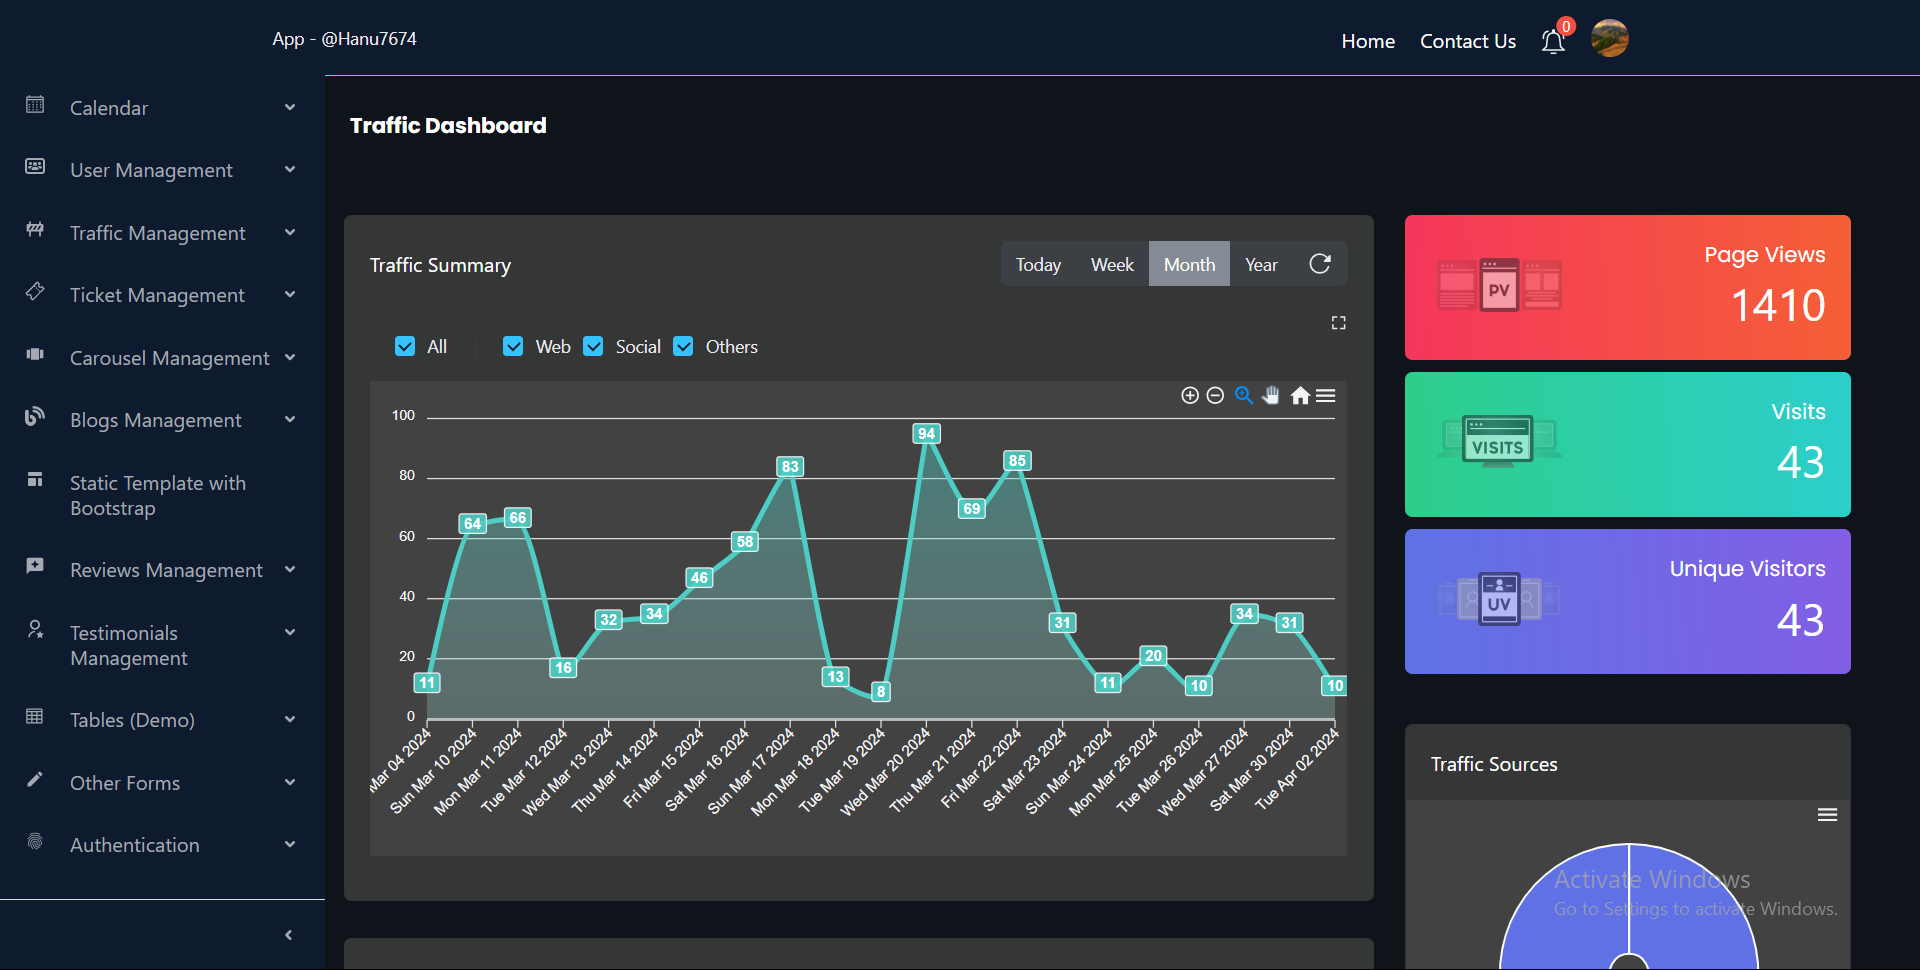 App - @Hanu7674
Home
Contact Us
0
Calendar
User Management
Traffic Management
Ticket Management
Carousel Management
Blogs Management
Static Template with
Bootstrap
Reviews Management
Testimonials
Management
Tables (Demo)
Other Forms
Authentication
Traffic Dashboard
Traffic Summary
Today
Week
Month
Year
All
Web
Social
Others
100
80
60
40
20
0
11
64
66
16
32
34
46
58
83
13
8
94
69
85
31
11
20
10
34
31
10
Mar 04 2024
Sun Mar 10 2024
Mon Mar 11 2024
Tue Mar 12 2024
Wed Mar 13 2024
Thu Mar 14 2024
Fri Mar 15 2024
Sat Mar 16 2024
Sun Mar 17 2024
Mon Mar 18 2024
Tue Mar 19 2024
Wed Mar 20 2024
Thu Mar 21 2024
Fri Mar 22 2024
Sat Mar 23 2024
Sun Mar 24 2024
Mon Mar 25 2024
Tue Mar 26 2024
Wed Mar 27 2024
Sat Mar 30 2024
Tue Apr 02 2024
PV
Page Views
1410
VISITS
Visits
43
UV
Unique Visitors
43
Traffic Sources
Activate Windows
Go to Settings to activate Windows.